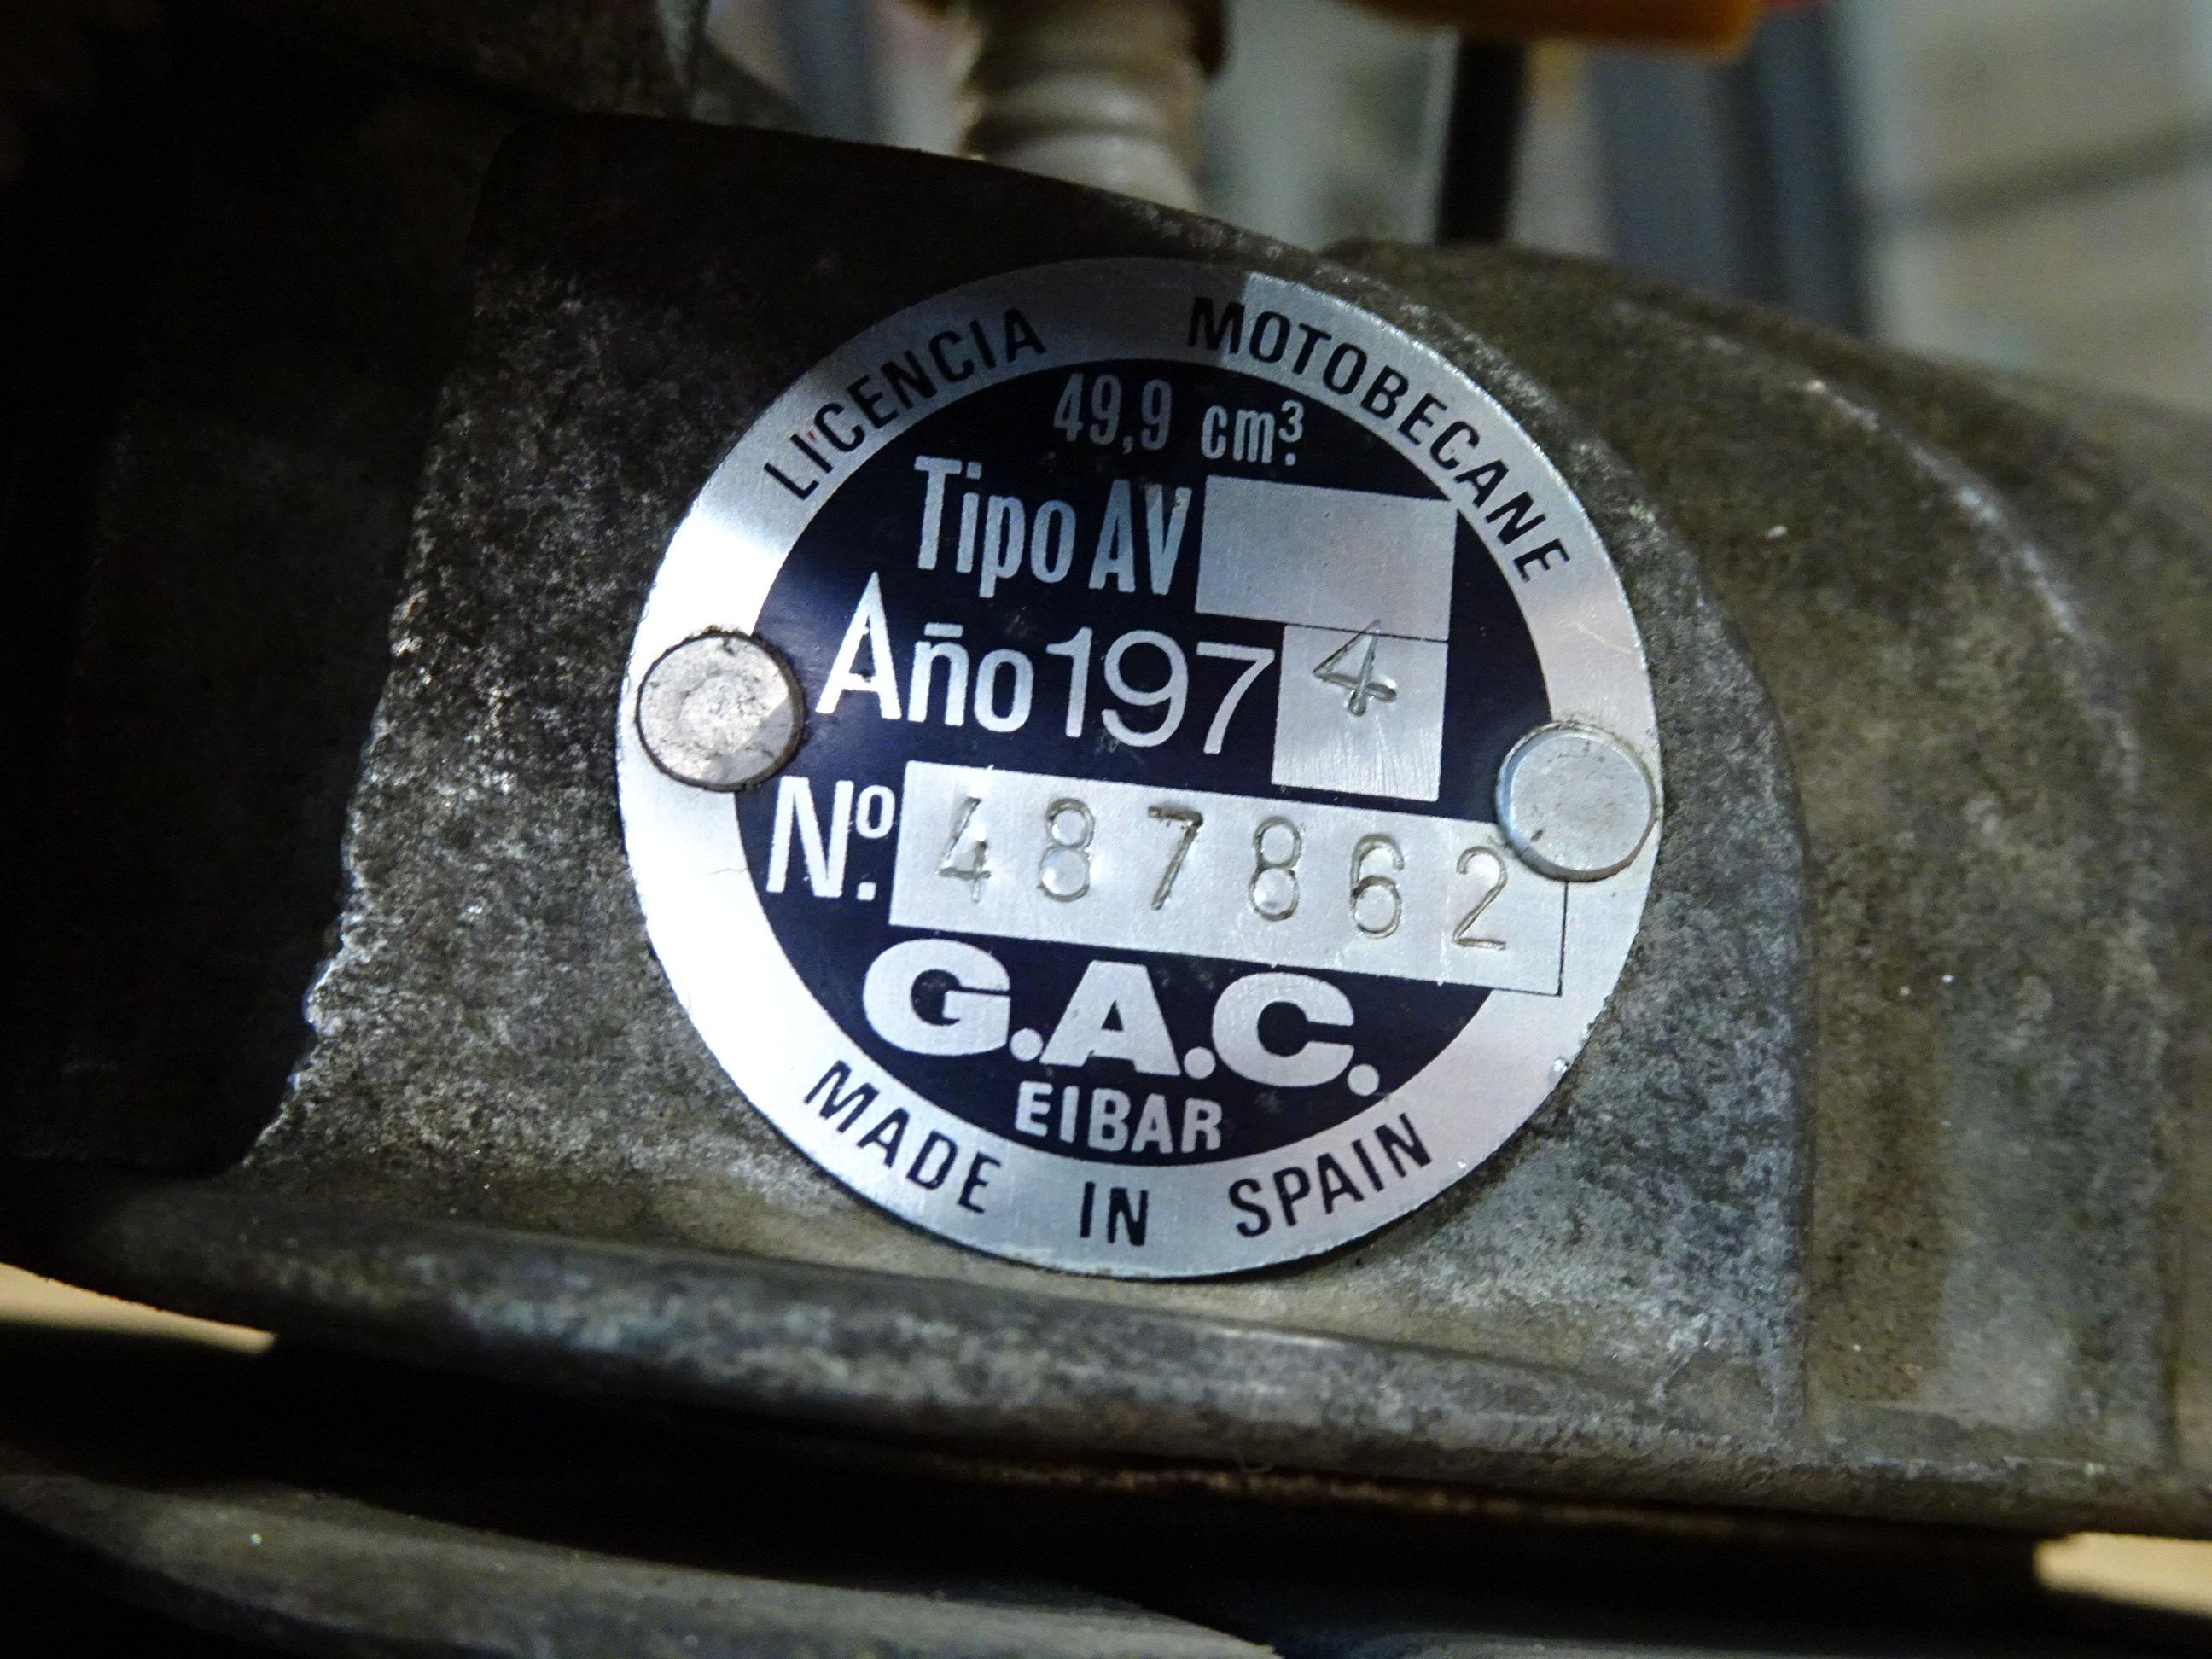 LICENCIA MOTOBECANE
49,9 cm³.
Tipo AV
Año 1974
Nº. 487862
G.A.C.
EIBAR
MADE IN SPAIN